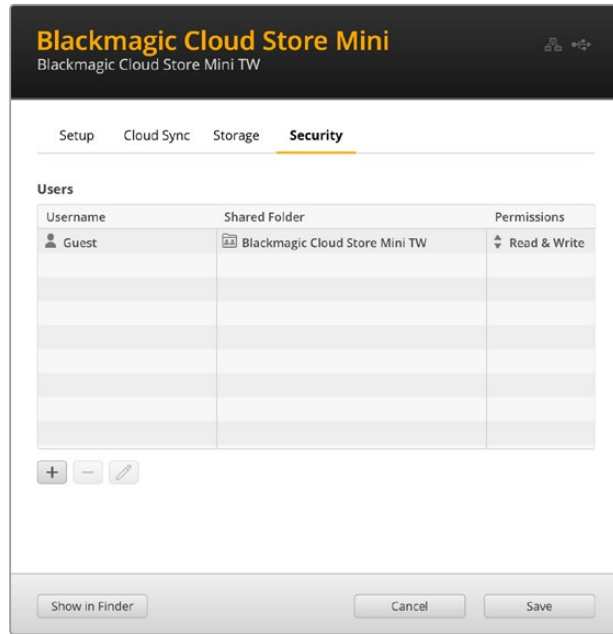 Blackmagic Cloud Store Mini
Blackmagic Cloud Store Mini TW
Setup Cloud Sync Storage Security
Users
Username Shared Folder Permissions
Guest Blackmagic Cloud Store Mini TW Read & Write
Show in Finder Cancel Save